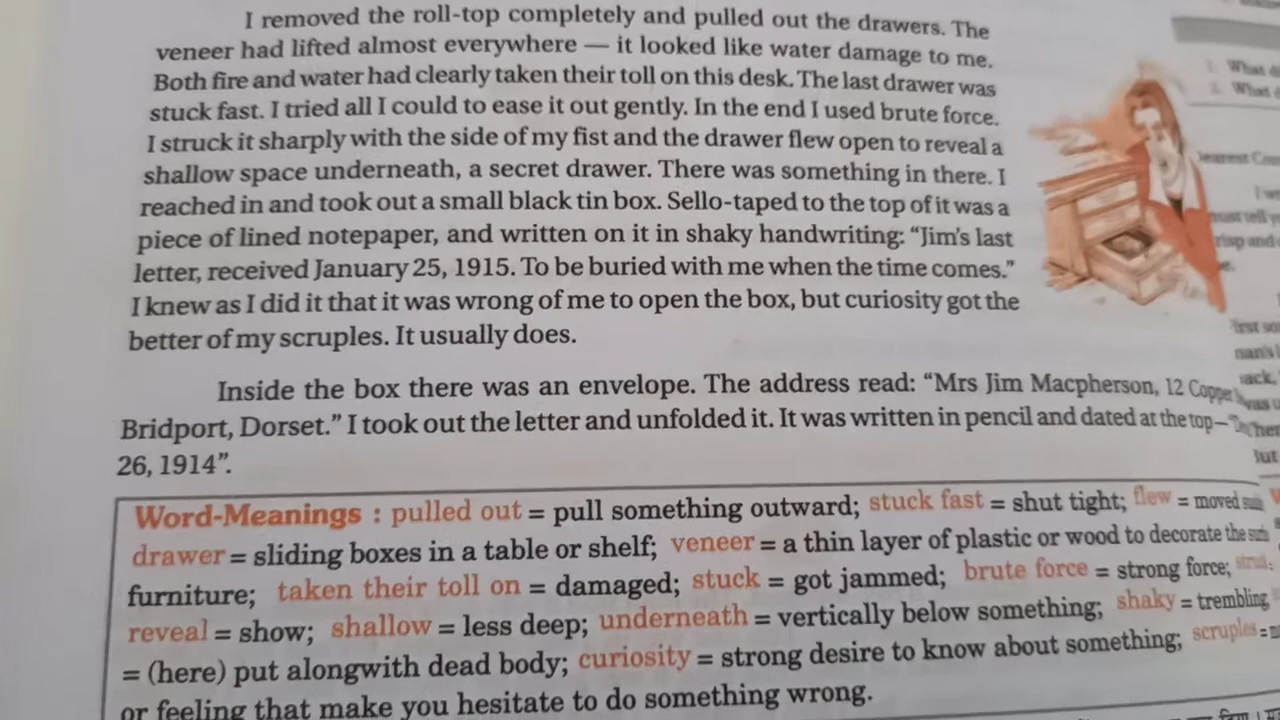 I removed the roll-top completely and pulled out the drawers. The
veneer had lifted almost everywhere — it looked like water damage to me.
Both fire and water had clearly taken their toll on this desk. The last drawer was
stuck fast. I tried all I could to ease it out gently. In the end I used brute force.
I struck it sharply with the side of my fist and the drawer flew open to reveal a
shallow space underneath, a secret drawer. There was something in there. I
reached in and took out a small black tin box. Sello-taped to the top of it was a
piece of lined notepaper, and written on it in shaky handwriting: “Jim’s last
letter, received January 25, 1915. To be buried with me when the time comes.”
I knew as I did it that it was wrong of me to open the box, but curiosity got the
better of my scruples. It usually does.
Inside the box there was an envelope. The address read: “Mrs Jim Macpherson, 12 Copper
Bridport, Dorset.” I took out the letter and unfolded it. It was written in pencil and dated at the top—
26, 1914”.
Word-Meanings : pulled out = pull something outward; stuck fast = shut tight; flew = moved
drawer = sliding boxes in a table or shelf; veneer = a thin layer of plastic or wood to decorate the
furniture; taken their toll on = damaged; stuck = got jammed; brute force = strong force;
reveal = show; shallow = less deep; underneath = vertically below something; shaky = trembling
= (here) put alongwith dead body; curiosity = strong desire to know about something; scruples =
or feeling that make you hesitate to do something wrong.
1. What
2. What